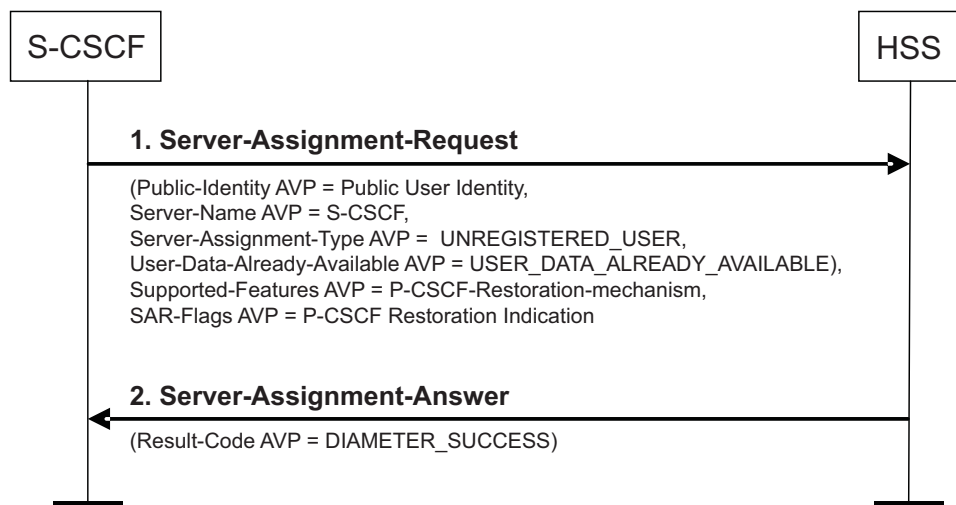 S-CSCF
HSS
1. Server-Assignment-Request
(Public-Identity AVP = Public User Identity,
Server-Name AVP = S-CSCF,
Server-Assignment-Type AVP = UNREGISTERED_USER,
User-Data-Already-Available AVP = USER_DATA_ALREADY_AVAILABLE),
Supported-Features AVP = P-CSCF-Restoration-mechanism,
SAR-Flags AVP = P-CSCF Restoration Indication
2. Server-Assignment-Answer
(Result-Code AVP = DIAMETER_SUCCESS)